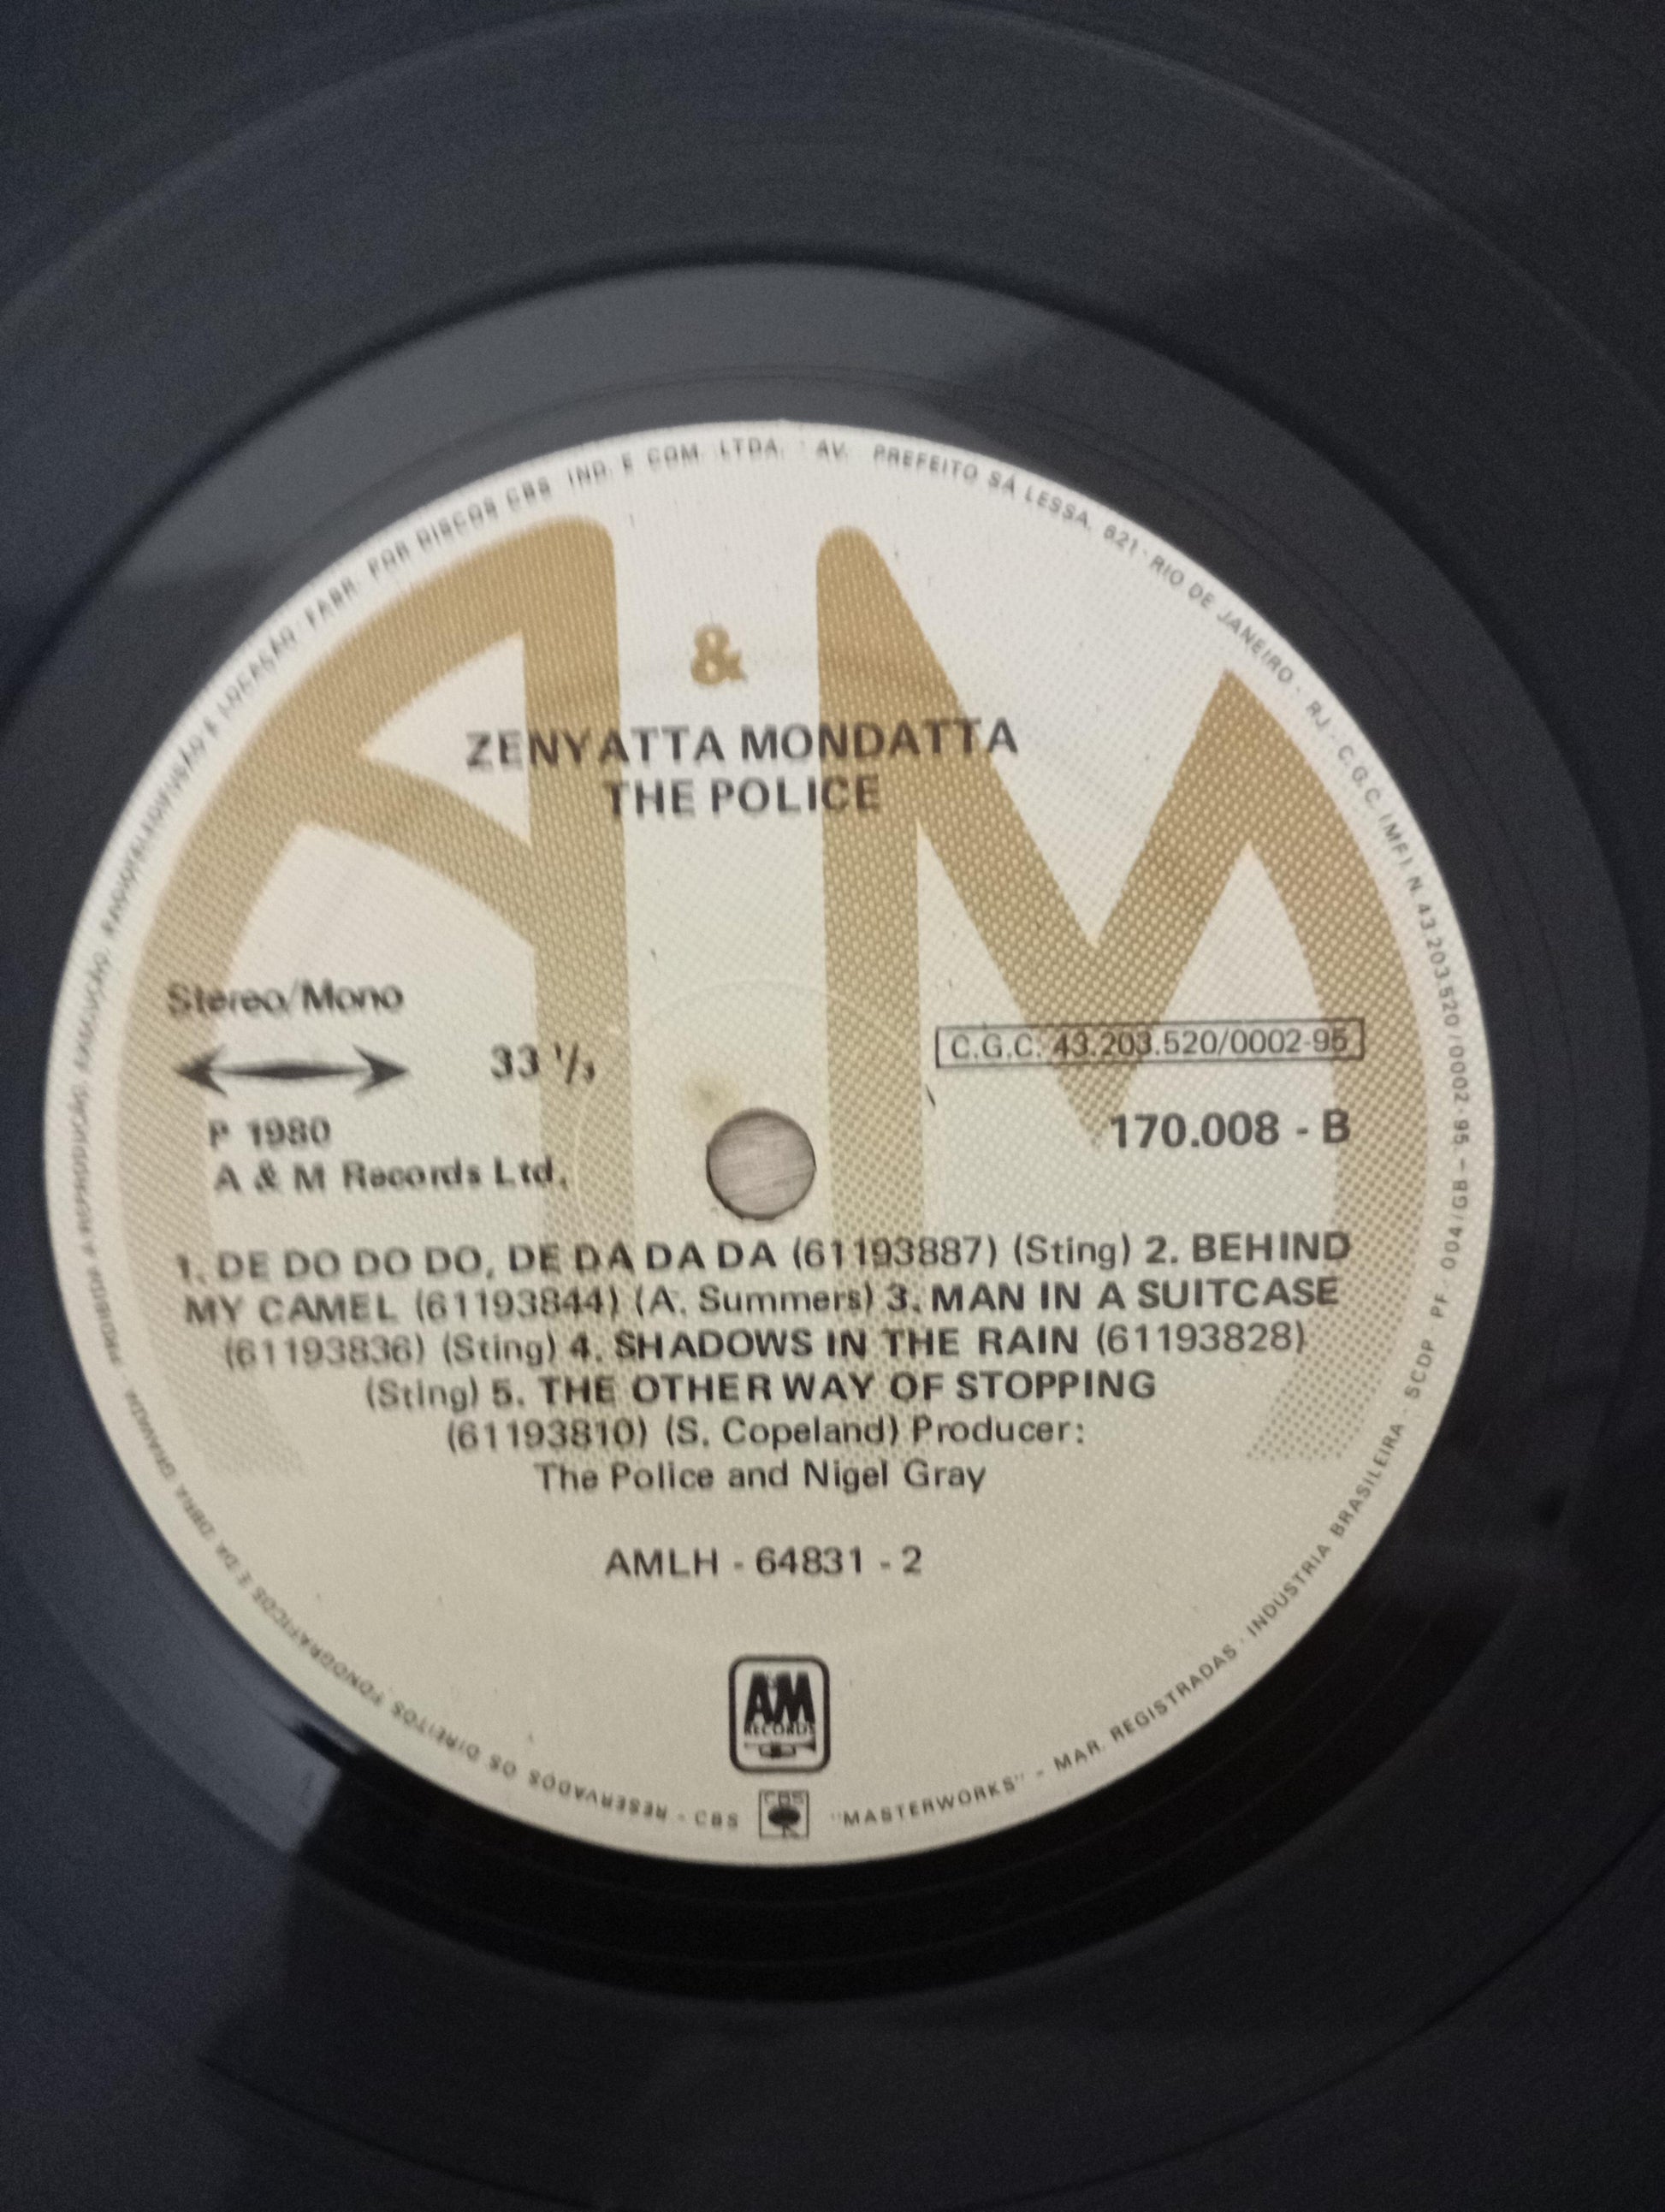 A & M
ZENYATTA MONDATTA
THE POLICE
Stereo/Mono
33 1/3
P 1980
A & M Records Ltd.
C.G.C. 43.203.520/0002-95
170.008 - B
1. DE DO DO DO, DE DA DA DA (61193887) (Sting) 2. BEHIND
MY CAMEL (61193844) (A. Summers) 3. MAN IN A SUITCASE
(61193836) (Sting) 4. SHADOWS IN THE RAIN (61193828)
(Sting) 5. THE OTHER WAY OF STOPPING
(61193810) (S. Copeland) Producer:
The Police and Nigel Gray
AMLH - 64831 - 2
A&M
RECORDS
CBS
RESERVADOS OS DIREITOS FONOGRÁFICOS E DA OBRA GRAVADA. PROIBIDA A REPRODUÇÃO, EXECUÇÃO, RADIOTELEDIFUSÃO E LOCAÇÃO. FABR. POR DISCOS CBS IND. E COM. LTDA. - AV. PREFEITO SÁ LESSA, 621 - RIO DE JANEIRO - RJ - C.G.C. (MF) N. 43 203 520 / 0002 95 - SCDP PF 004/GB - 56 INDÚSTRIA BRASILEIRA
CBS "MASTERWORKS" - MAR. REGISTRADAS